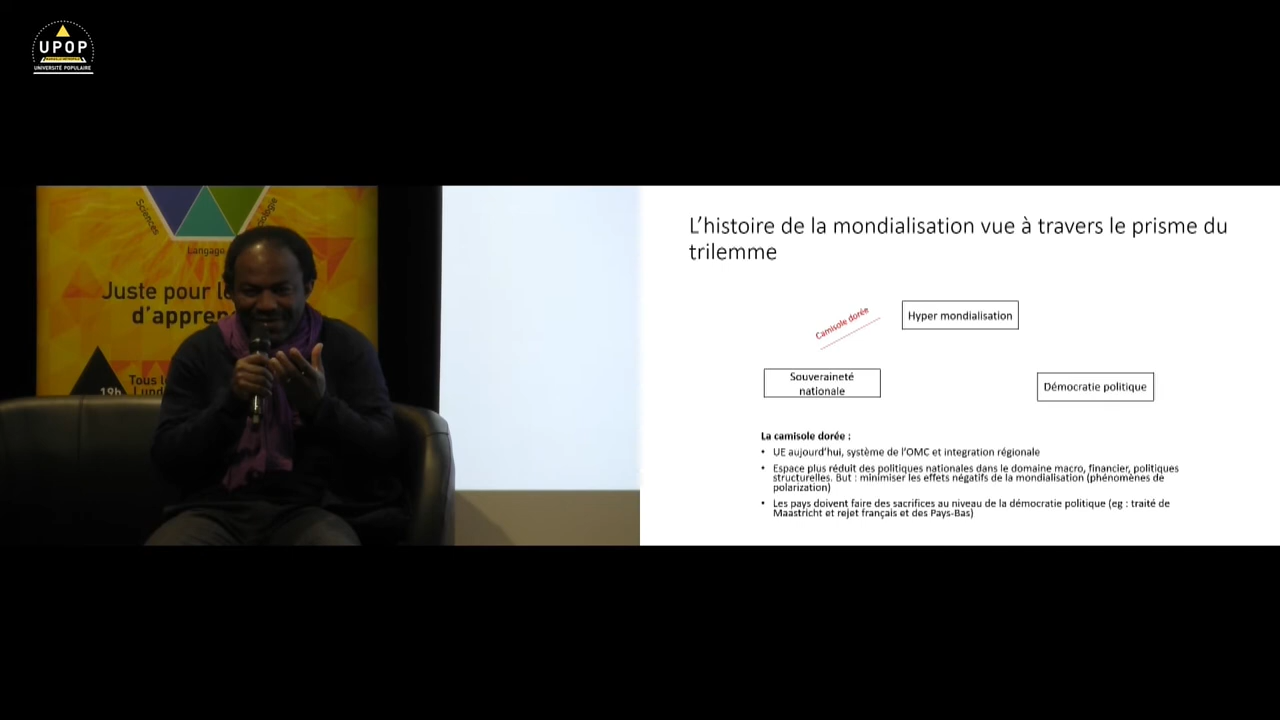 UPOP
UNIVERSITÉ POPULAIRE
Sciences
Langage
Juste pour l
d'appre
19h
Tous l
Lund
L'histoire de la mondialisation vue à travers le prisme du
trilemme
Camisole dorée
Hyper mondialisation
Souveraineté
nationale
Démocratie politique
La camisole dorée :
• UE aujourd'hui, système de l'OMC et integration régionale
• Espace plus réduit des politiques nationales dans le domaine macro, financier, politiques
structurelles. But : minimiser les effets négatifs de la mondialisation (phénomènes de
polarization)
• Les pays doivent faire des sacrifices au niveau de la démocratie politique (eg : traité de
Maastricht et rejet français et des Pays-Bas)